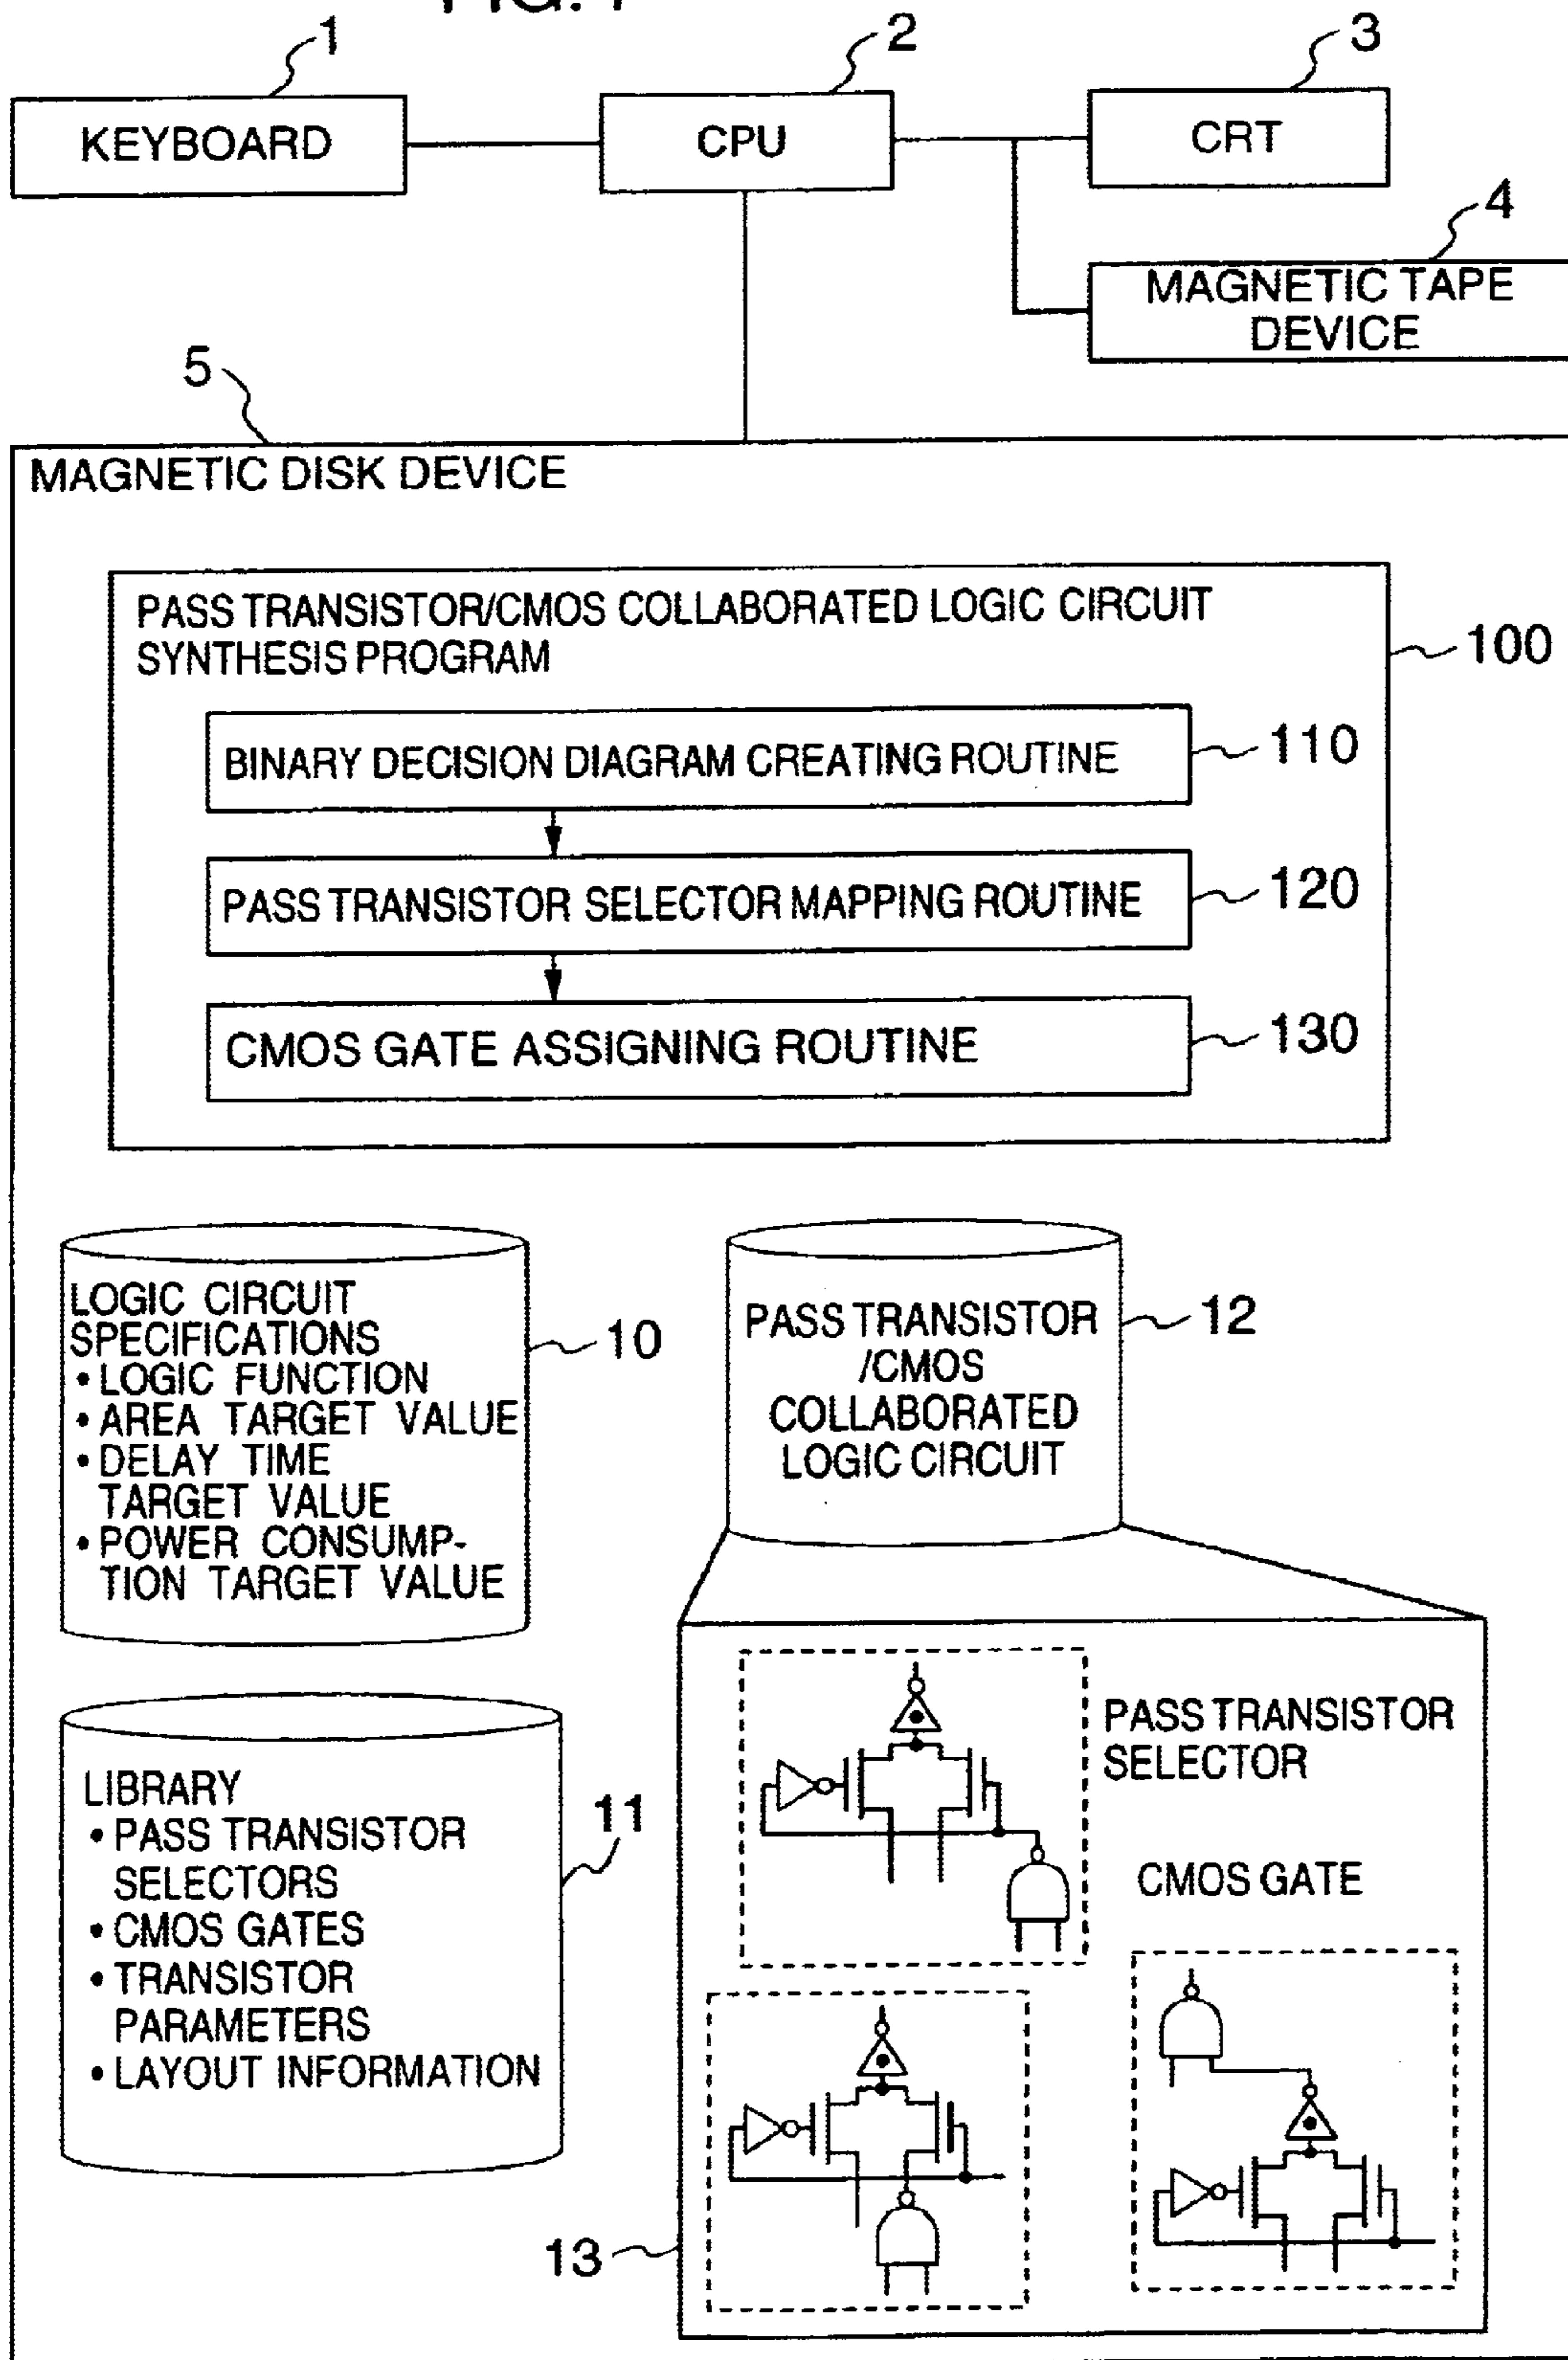 1
2
3
KEYBOARD
CPU
CRT
4
MAGNETIC TAPE
DEVICE
5
MAGNETIC DISK DEVICE
PASS TRANSISTOR/CMOS COLLABORATED LOGIC CIRCUIT
SYNTHESIS PROGRAM
100
BINARY DECISION DIAGRAM CREATING ROUTINE
110
PASS TRANSISTOR SELECTOR MAPPING ROUTINE
120
CMOS GATE ASSIGNING ROUTINE
130
LOGIC CIRCUIT
SPECIFICATIONS
• LOGIC FUNCTION
• AREA TARGET VALUE
• DELAY TIME
TARGET VALUE
• POWER CONSUMP-
TION TARGET VALUE
10
PASS TRANSISTOR
/CMOS
COLLABORATED
LOGIC CIRCUIT
12
LIBRARY
• PASS TRANSISTOR
SELECTORS
• CMOS GATES
• TRANSISTOR
PARAMETERS
• LAYOUT INFORMATION
11
PASS TRANSISTOR
SELECTOR
CMOS GATE
13